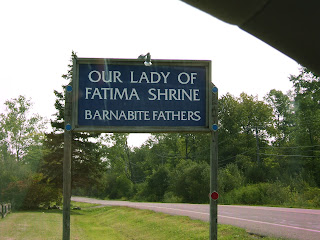 OUR LADY OF
FATIMA SHRINE
BARNABITE FATHERS